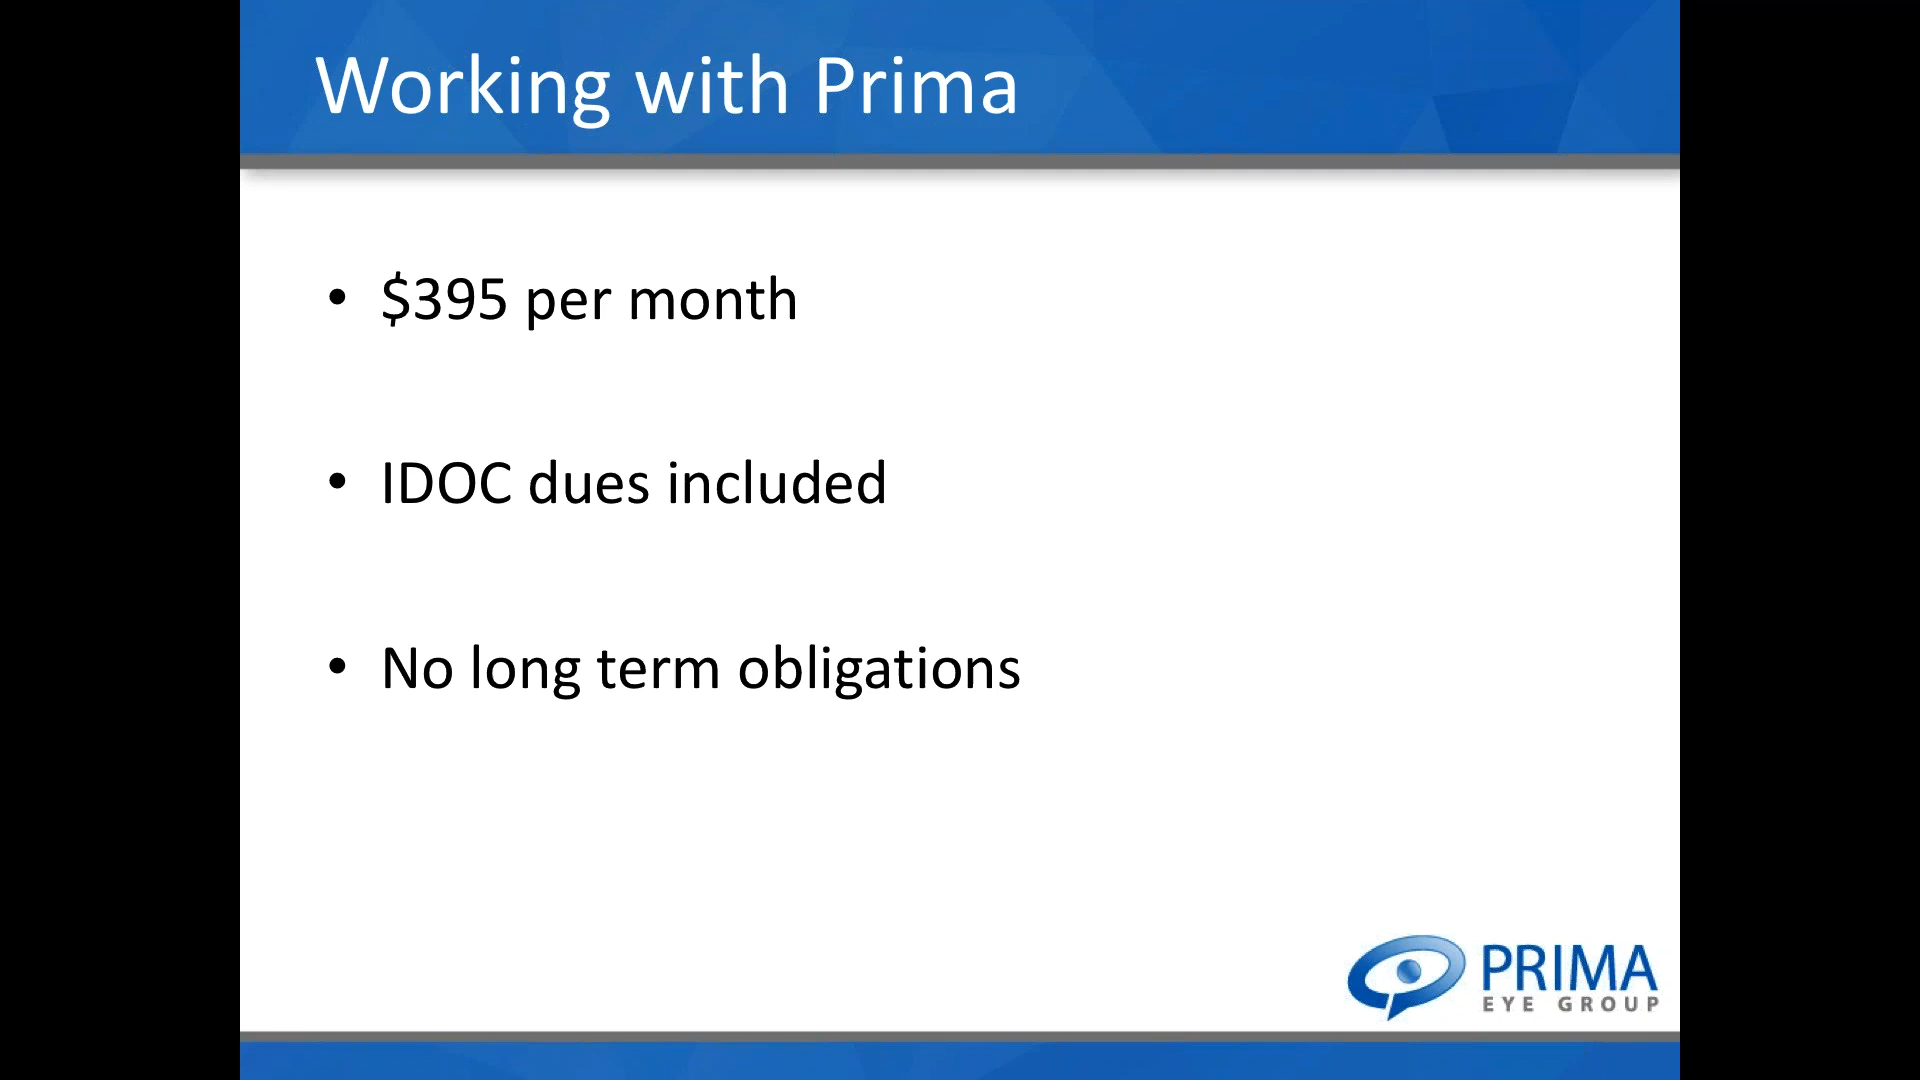 Working with Prima
• $395 per month
• IDOC dues included
• No long term obligations
PRIMA
EYE GROUP